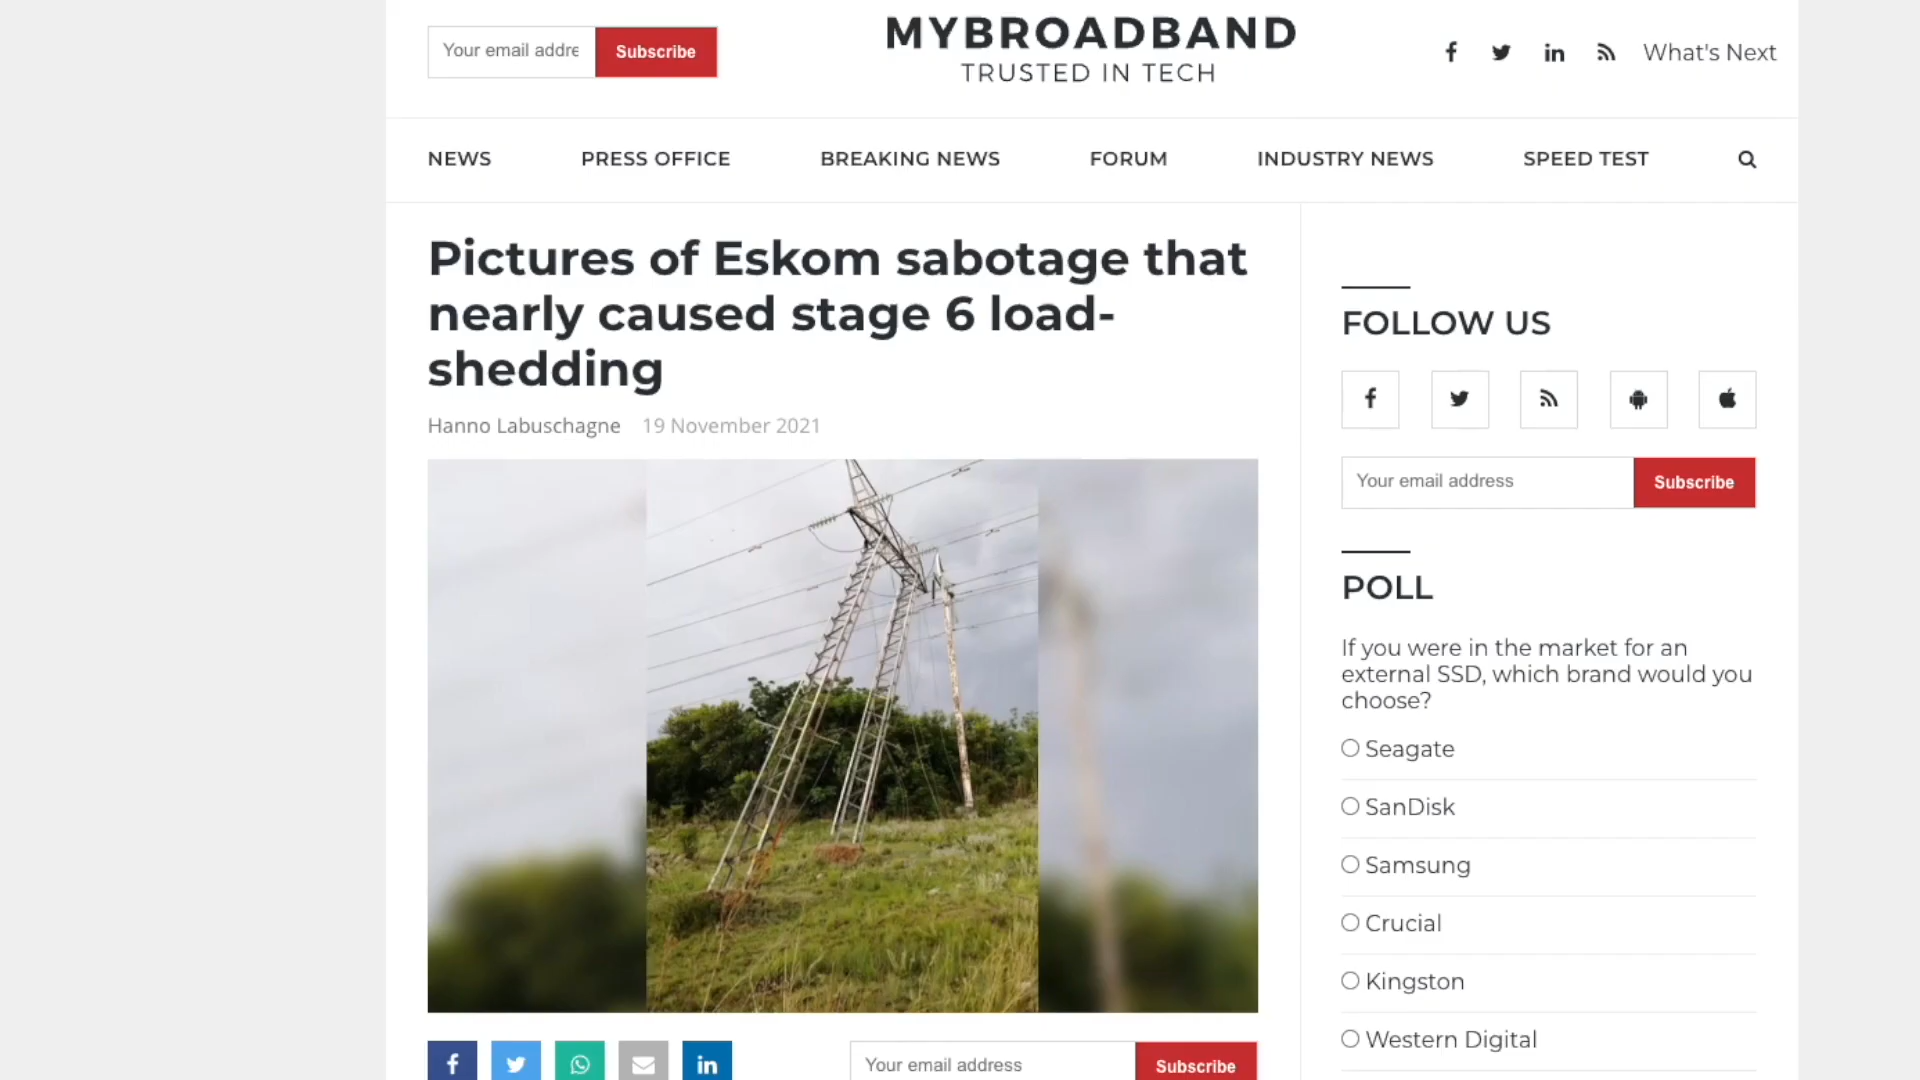 Your email addre
Subscribe
MYBROADBAND
TRUSTED IN TECH
What's Next
NEWS
PRESS OFFICE
BREAKING NEWS
FORUM
INDUSTRY NEWS
SPEED TEST
Pictures of Eskom sabotage that
nearly caused stage 6 load-
shedding
Hanno Labuschagne 19 November 2021
Your email address
Subscribe
FOLLOW US
Your email address
Subscribe
POLL
If you were in the market for an
external SSD, which brand would you
choose?
Seagate
SanDisk
Samsung
Crucial
Kingston
Western Digital